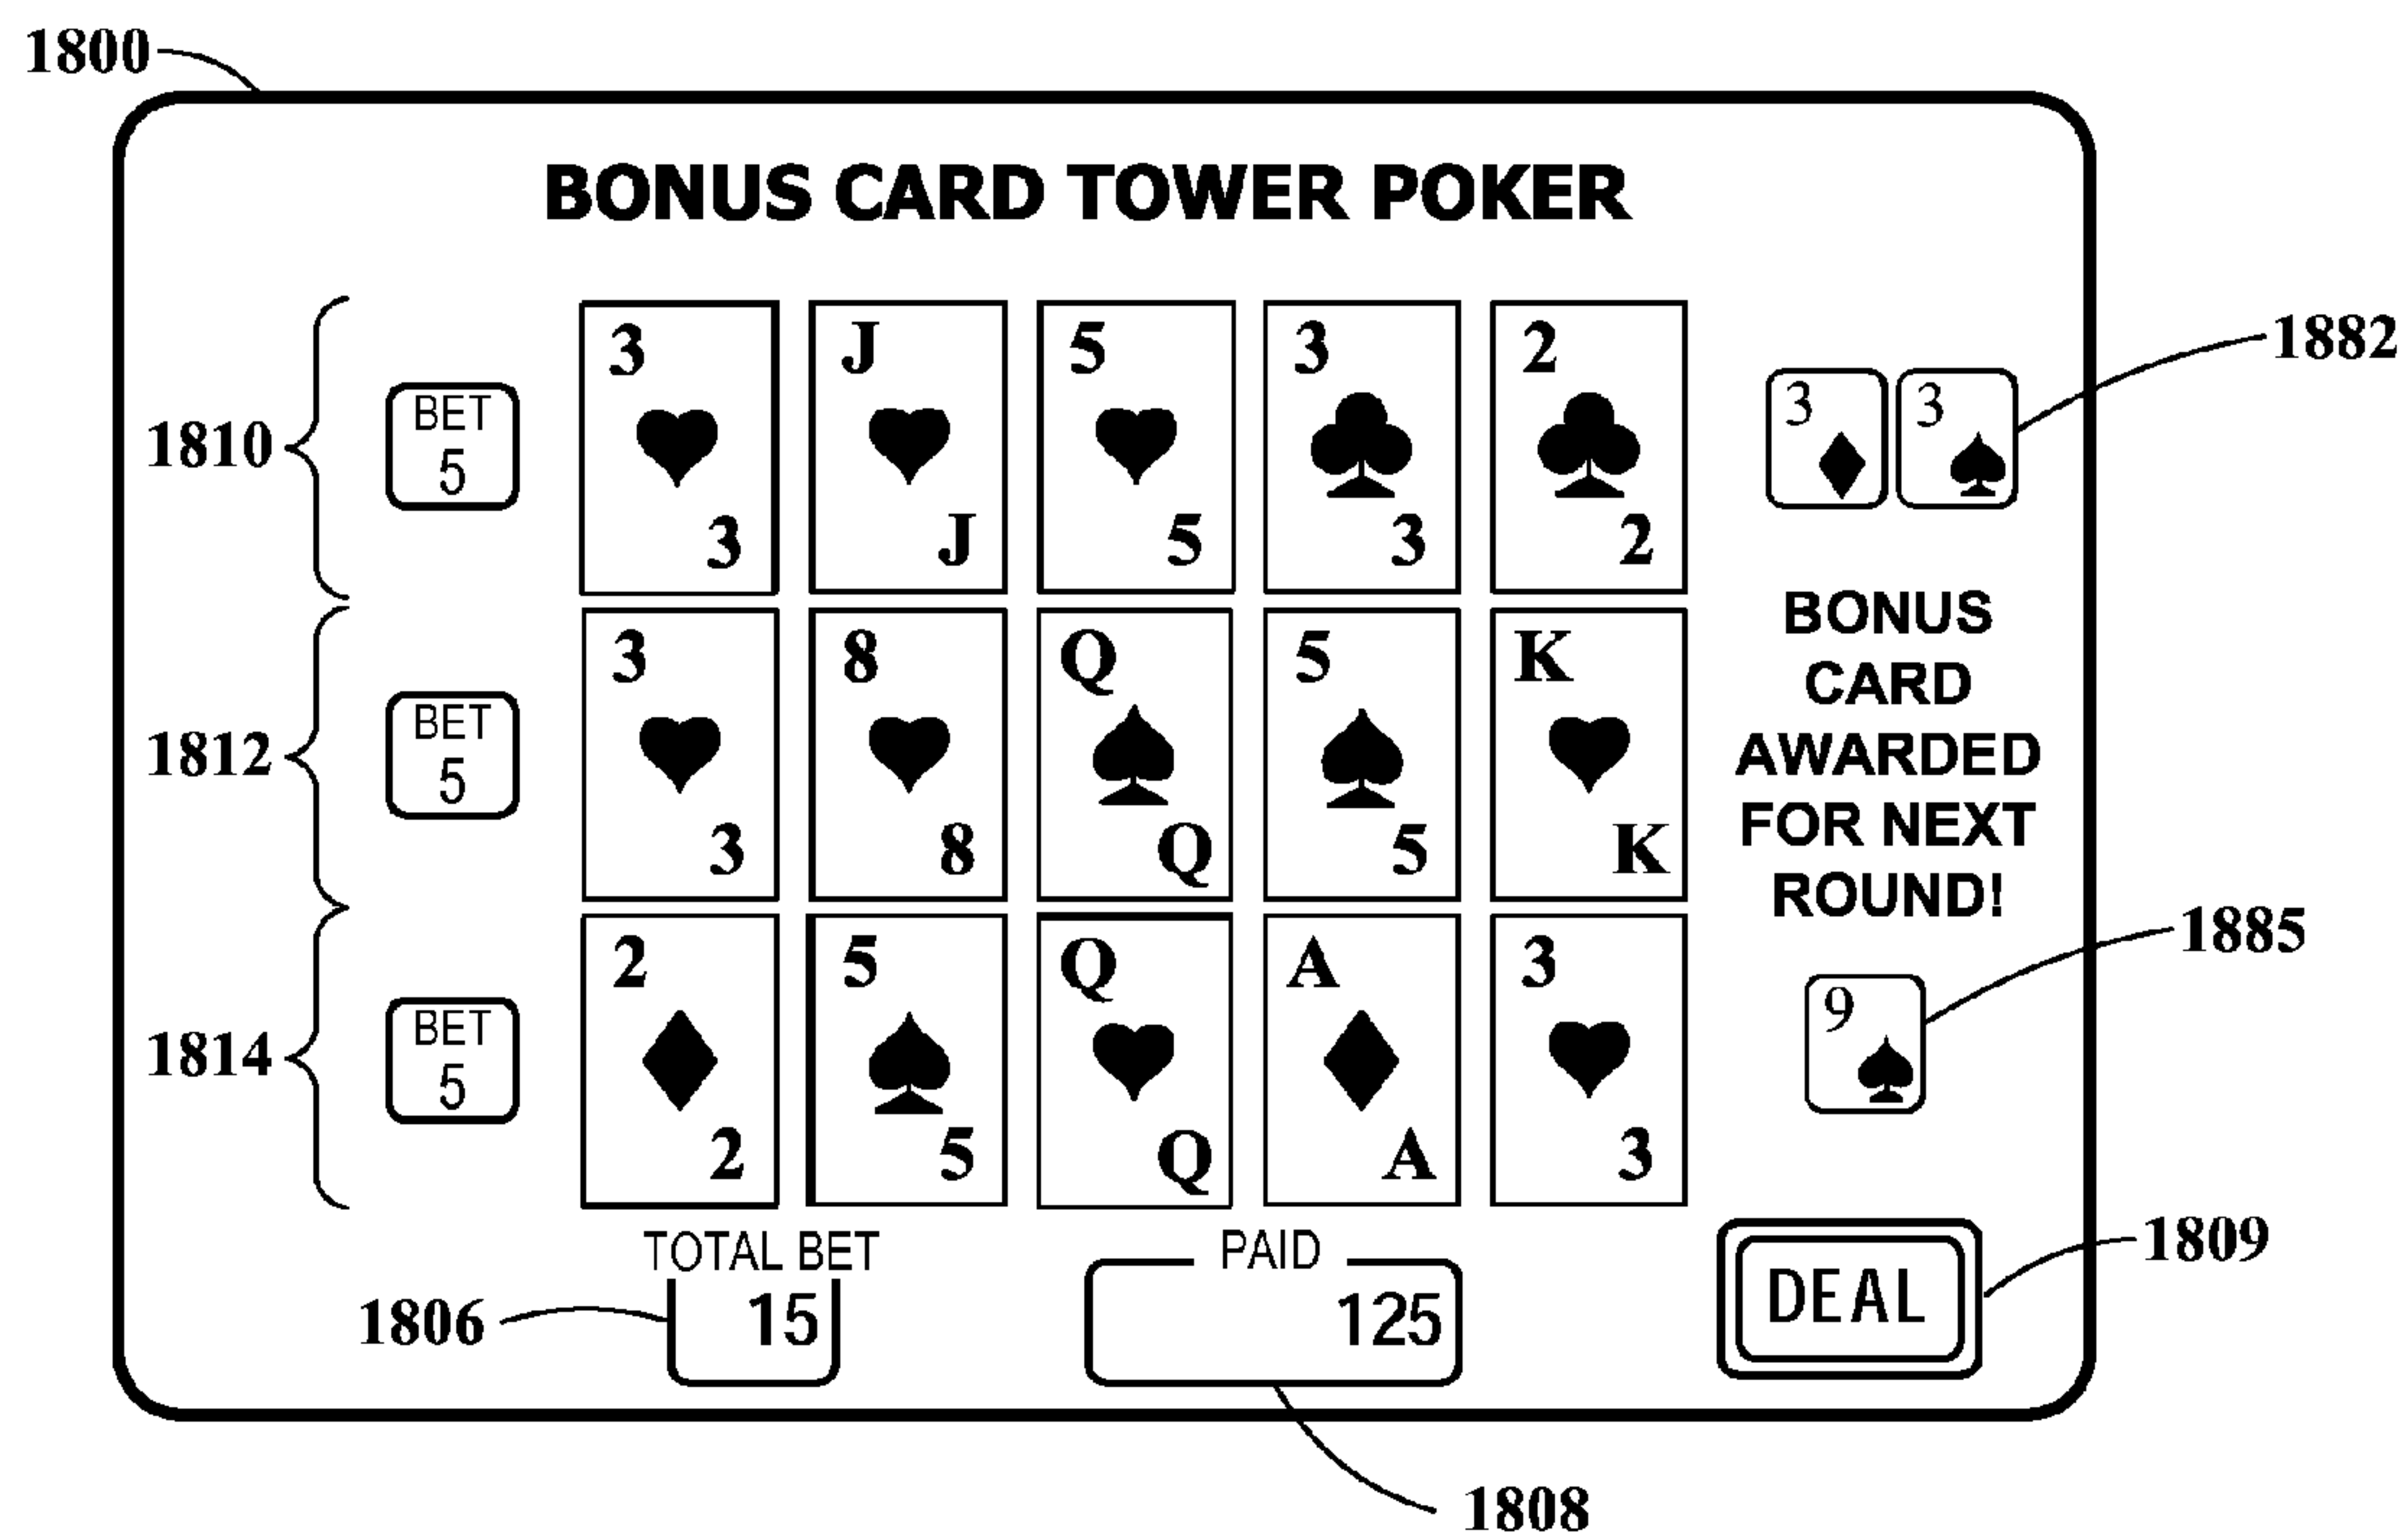 1800
BONUS CARD TOWER POKER
3 J 5 3 2
3 3
1882
BET
5
1810
3 J 5 3 2
BONUS
CARD
AWARDED
FOR NEXT
ROUND!
3 8 Q 5 K
BET
5
1812
3 8 Q 5 K
1885
2 5 Q A 3
9
BET
5
1814
2 5 Q A 3
1809
TOTAL BET
15
1806
PAID
125
DEAL
1808